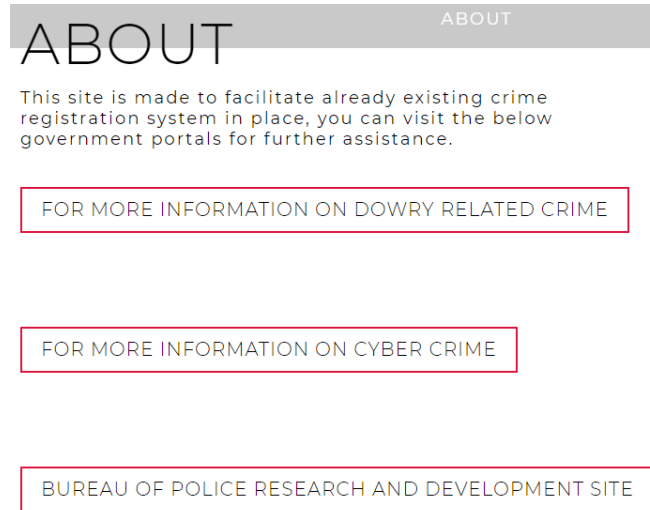 ABOUT
ABOUT
This site is made to facilitate already existing crime
registration system in place, you can visit the below
government portals for further assistance.
FOR MORE INFORMATION ON DOWRY RELATED CRIME
FOR MORE INFORMATION ON CYBER CRIME
BUREAU OF POLICE RESEARCH AND DEVELOPMENT SITE